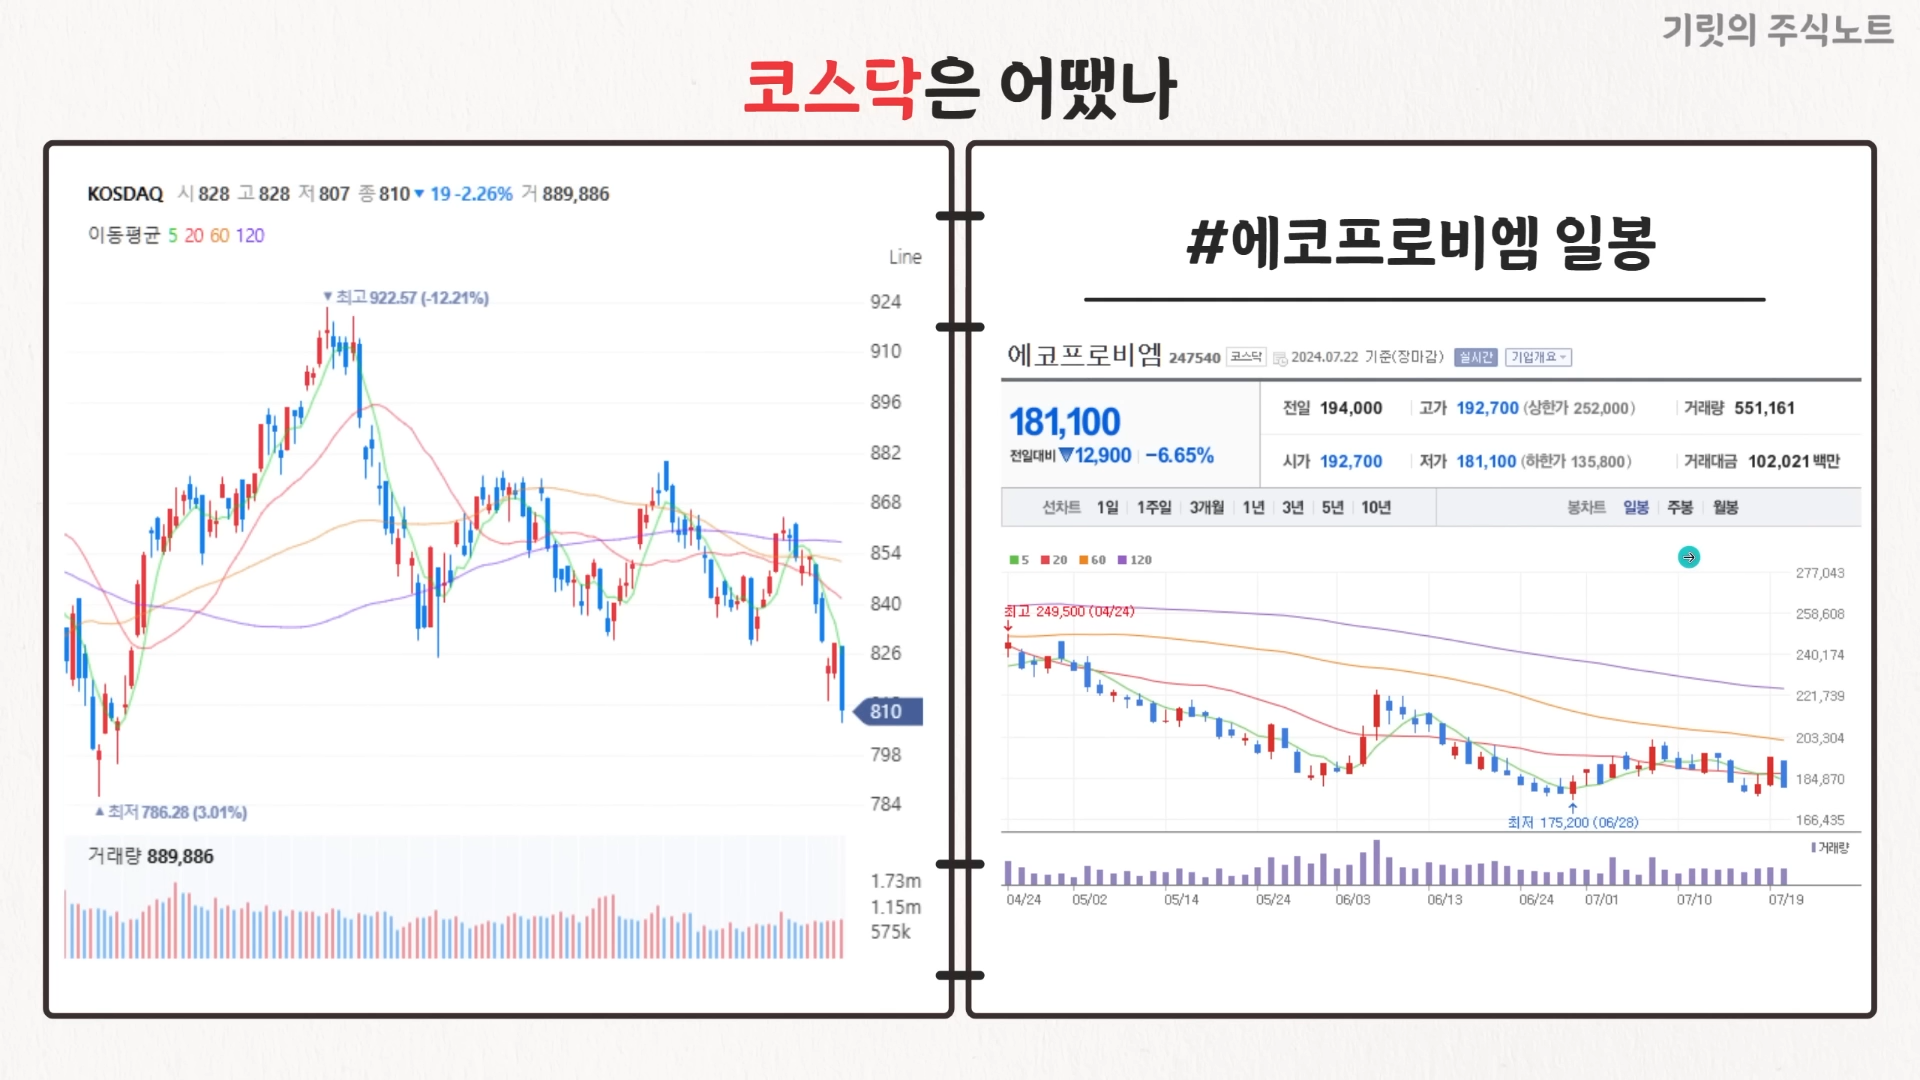 기릿의 주식노트
코스닥은 어땠나
KOSDAQ 시 828 고 828 저 807 종 810 ▼ 19 -2.26% 거 889,886
이동평균 5 20 60 120
Line
▼최고 922.57 (-12.21%)
924
910
896
882
868
854
840
826
810
798
784
▲최저 786.28 (3.01%)
거래량 889,886
1.73m
1.15m
575k
#에코프로비엠 일봉
에코프로비엠 247540 코스닥 2024.07.22 기준(장마감) 실시간 기업개요
181,100
전일대비 ▼12,900 -6.65%
전일 194,000 고가 192,700 (상한가 252,000) 거래량 551,161
시가 192,700 저가 181,100 (하한가 135,800) 거래대금 102,021 백만
선차트 1일 1주일 3개월 1년 3년 5년 10년 봉차트 일봉 주봉 월봉
5 20 60 120
277,043
최고 249,500 (04/24)
258,608
240,174
221,739
203,304
184,870
166,435
최저 175,200 (06/28)
거래량
04/24 05/02 05/14 05/24 06/03 06/13 06/24 07/01 07/10 07/19